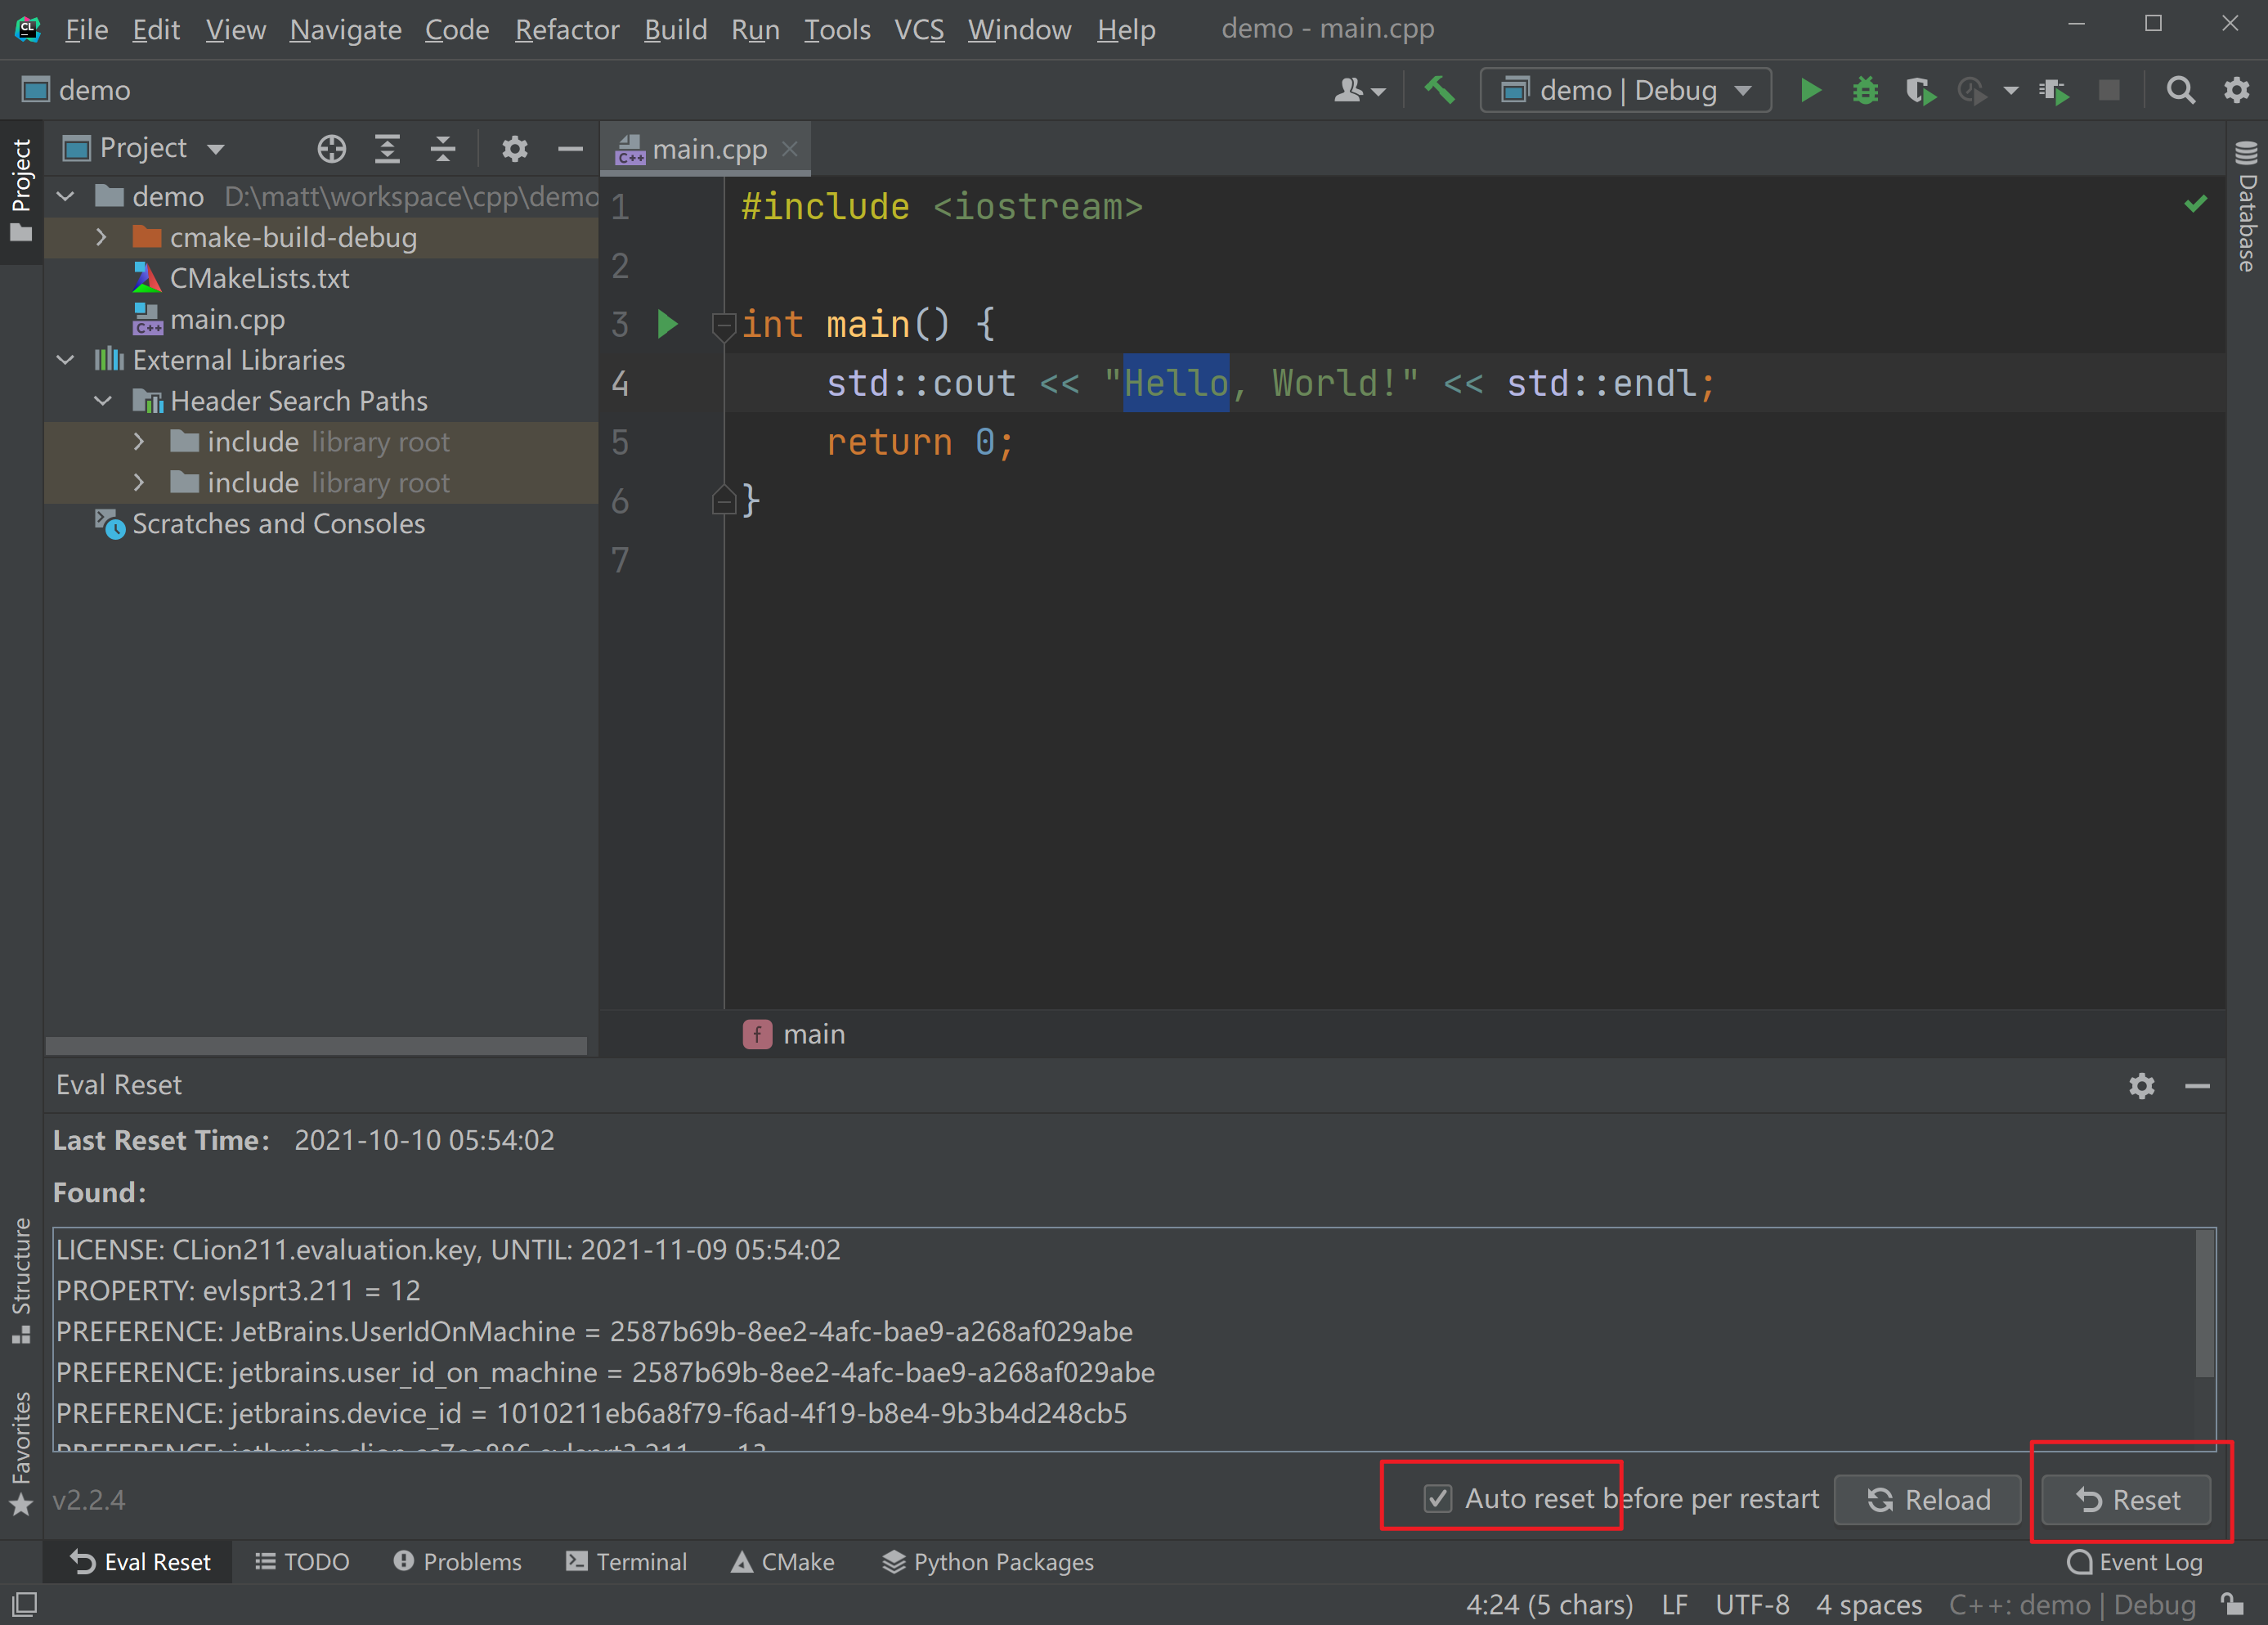 File Edit View Navigate Code Refactor Build Run Tools VCS Window Help demo - main.cpp
demo
demo | Debug
Project
Project
main.cpp
Database
demo D:\matt\workspace\cpp\demo
cmake-build-debug
CMakeLists.txt
main.cpp
External Libraries
Header Search Paths
include library root
include library root
Scratches and Consoles
1 #include <iostream>
2
3 int main() {
4 std::cout << "Hello, World!" << std::endl;
5 return 0;
6 }
7
f main
Eval Reset
Last Reset Time: 2021-10-10 05:54:02
Found:
LICENSE: CLion211.evaluation.key, UNTIL: 2021-11-09 05:54:02
PROPERTY: evlsprt3.211 = 12
PREFERENCE: JetBrains.UserIdOnMachine = 2587b69b-8ee2-4afc-bae9-a268af029abe
PREFERENCE: jetbrains.user_id_on_machine = 2587b69b-8ee2-4afc-bae9-a268af029abe
PREFERENCE: jetbrains.device_id = 1010211eb6a8f79-f6ad-4f19-b8e4-9b3b4d248cb5
Structure
Favorites
v2.2.4
Auto reset before per restart
Reload
Reset
Eval Reset TODO Problems Terminal CMake Python Packages Event Log
4:24 (5 chars) LF UTF-8 4 spaces C++: demo | Debug